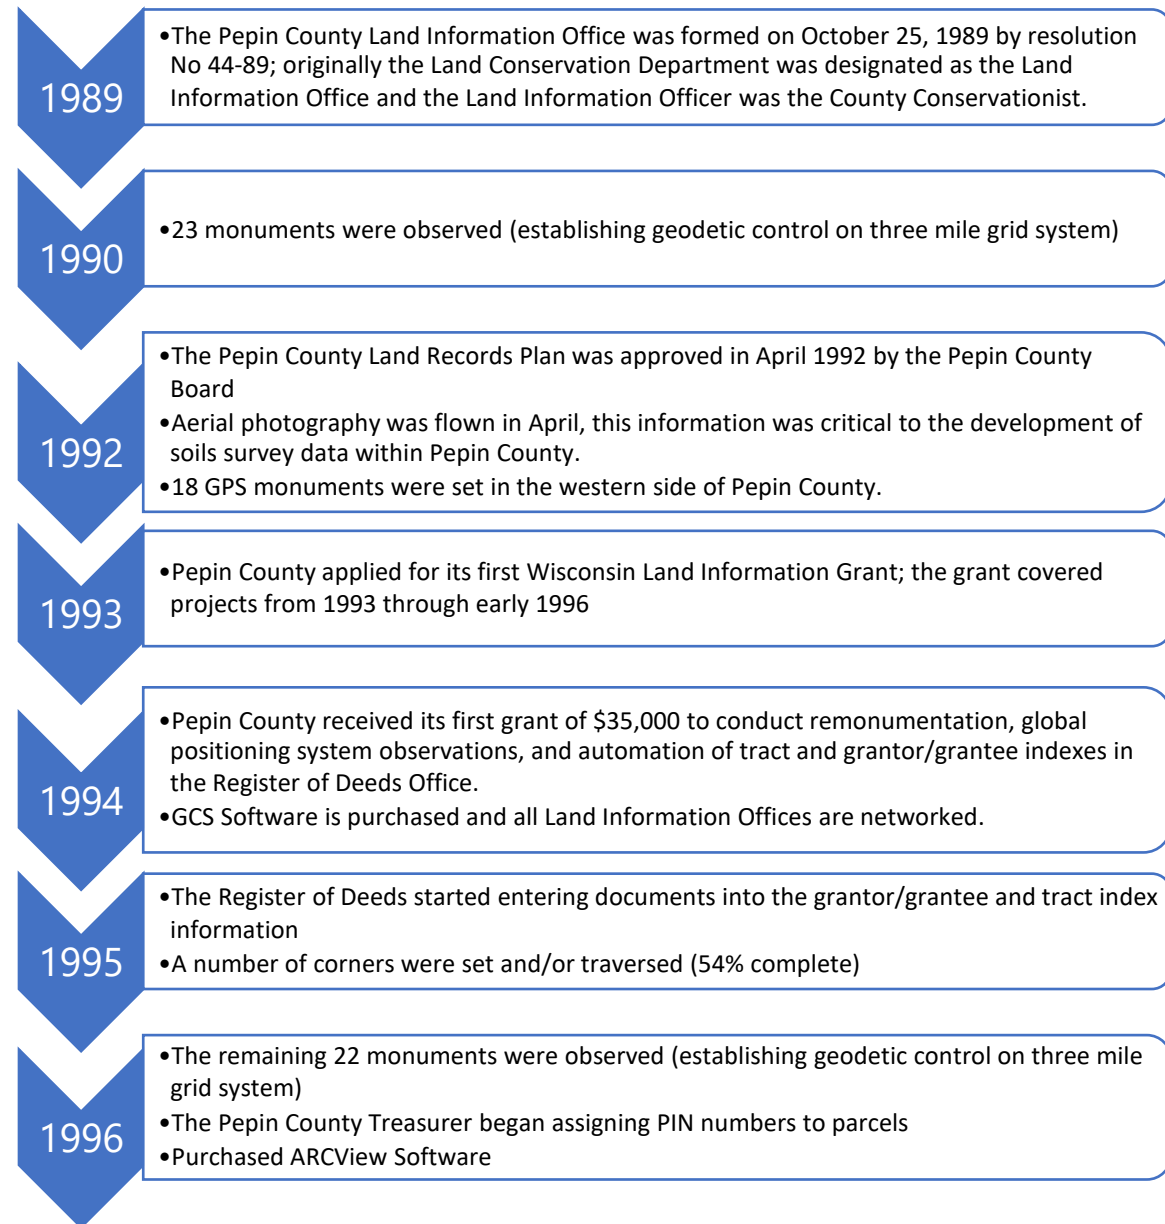 1989
•The Pepin County Land Information Office was formed on October 25, 1989 by resolution
No 44-89; originally the Land Conservation Department was designated as the Land
Information Office and the Land Information Officer was the County Conservationist.
1990
•23 monuments were observed (establishing geodetic control on three mile grid system)
1992
•The Pepin County Land Records Plan was approved in April 1992 by the Pepin County
Board
•Aerial photography was flown in April, this information was critical to the development of
soils survey data within Pepin County.
•18 GPS monuments were set in the western side of Pepin County.
1993
•Pepin County applied for its first Wisconsin Land Information Grant; the grant covered
projects from 1993 through early 1996
1994
•Pepin County received its first grant of $35,000 to conduct remonumentation, global
positioning system observations, and automation of tract and grantor/grantee indexes in
the Register of Deeds Office.
•GCS Software is purchased and all Land Information Offices are networked.
1995
•The Register of Deeds started entering documents into the grantor/grantee and tract index
information
•A number of corners were set and/or traversed (54% complete)
1996
•The remaining 22 monuments were observed (establishing geodetic control on three mile
grid system)
•The Pepin County Treasurer began assigning PIN numbers to parcels
•Purchased ARCView Software